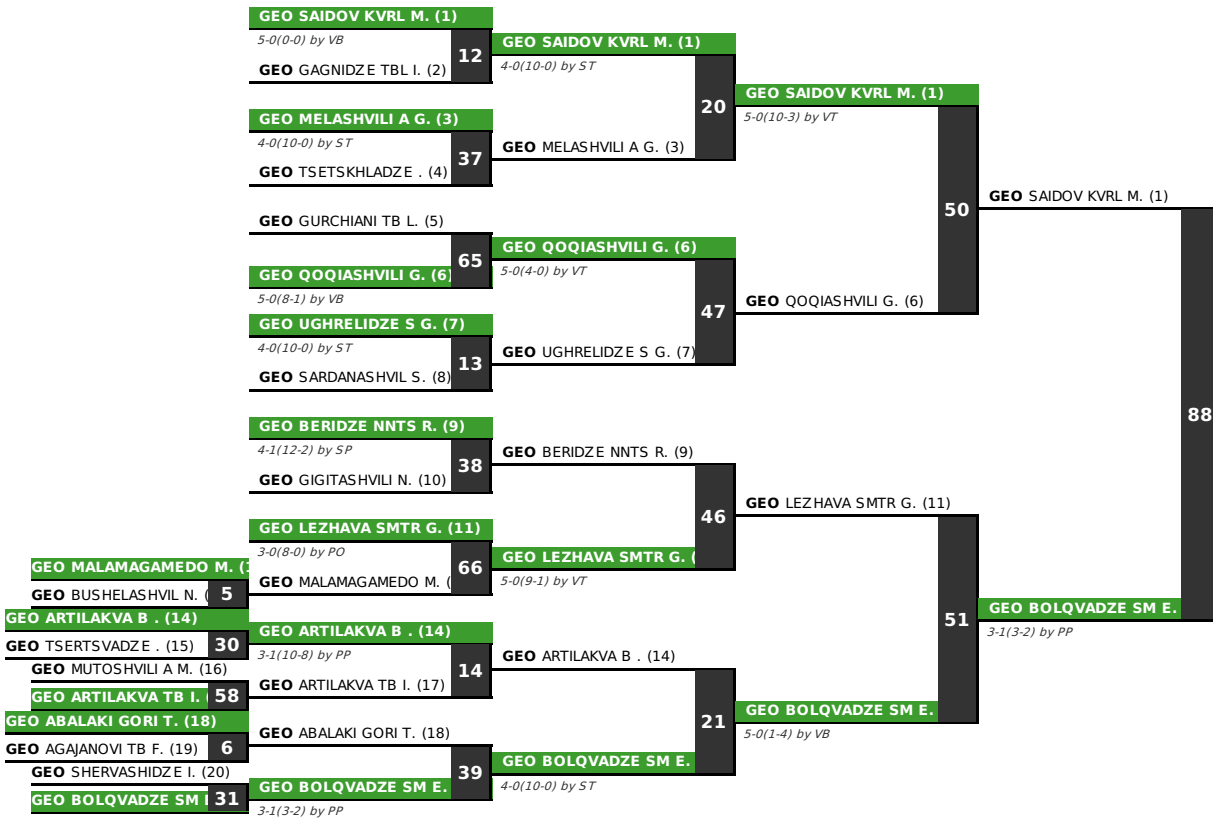 GEO SAIDOV KVRL M. (1)
5-0(0-0) by VB
12
GEO GAGNIDZE TBL I. (2)
GEO MELASHVILI A G. (3)
4-0(10-0) by ST
37
GEO TSETSKHLADZE . (4)
GEO GURCHIANI TB L. (5)
65
GEO QOQIASHVILI G. (6)
5-0(8-1) by VB
GEO UGHRELIDZE S G. (7)
4-0(10-0) by ST
13
GEO SARDANASHVIL S. (8)
GEO BERIDZE NNTS R. (9)
4-1(12-2) by SP
38
GEO GIGITASHVILI N. (10)
GEO LEZHAVA SMTR G. (11)
3-0(8-0) by PO
66
GEO MALAMAGAMEDO M. (
GEO MALAMAGAMEDO M. (1
GEO BUSHELASHVIL N. (
5
GEO ARTILAKVA B . (14)
GEO TSERTSVADZE . (15)
30
GEO MUTOSHVILI A M. (16)
GEO ARTILAKVA TB I. (
58
GEO ABALAKI GORI T. (18)
GEO AGAJANOVI TB F. (19)
6
GEO SHERVASHIDZE I. (20)
GEO BOLQVADZE SM
31
GEO ARTILAKVA B . (14)
3-1(10-8) by PP
14
GEO ARTILAKVA TB I. (17)
GEO ABALAKI GORI T. (18)
39
GEO BOLQVADZE SM E.
3-1(3-2) by PP
GEO SAIDOV KVRL M. (1)
4-0(10-0) by ST
20
GEO MELASHVILI A G. (3)
GEO QOQIASHVILI G. (6)
5-0(4-0) by VT
47
GEO UGHRELIDZE S G. (7)
GEO BERIDZE NNTS R. (9)
46
GEO LEZHAVA SMTR G. (
5-0(9-1) by VT
GEO ARTILAKVA B . (14)
21
GEO BOLQVADZE SM E.
4-0(10-0) by ST
GEO SAIDOV KVRL M. (1)
5-0(10-3) by VT
50
GEO QOQIASHVILI G. (6)
GEO LEZHAVA SMTR G. (11)
51
GEO BOLQVADZE SM E.
5-0(1-4) by VB
GEO SAIDOV KVRL M. (1)
88
GEO BOLQVADZE SM E.
3-1(3-2) by PP